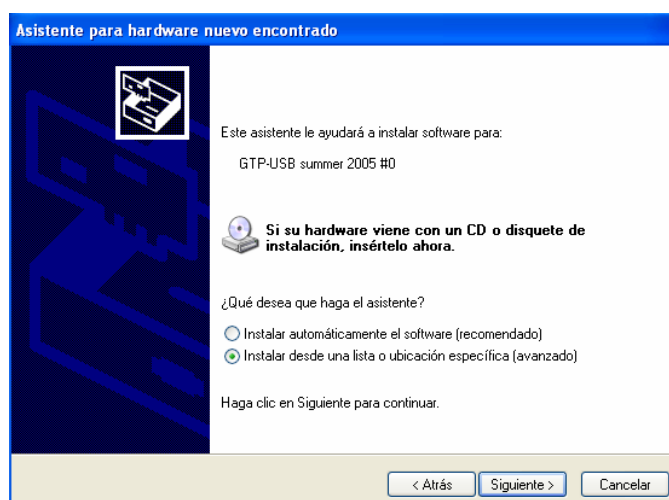 Asistente para hardware nuevo encontrado
Este asistente le ayudará a instalar software para:
GTP-USB summer 2005 #0
Si su hardware viene con un CD o disquete de
instalación, insértelo ahora.
¿Qué desea que haga el asistente?
Instalar automáticamente el software (recomendado)
Instalar desde una lista o ubicación específica (avanzado)
Haga clic en Siguiente para continuar.
< Atrás
Siguiente >
Cancelar